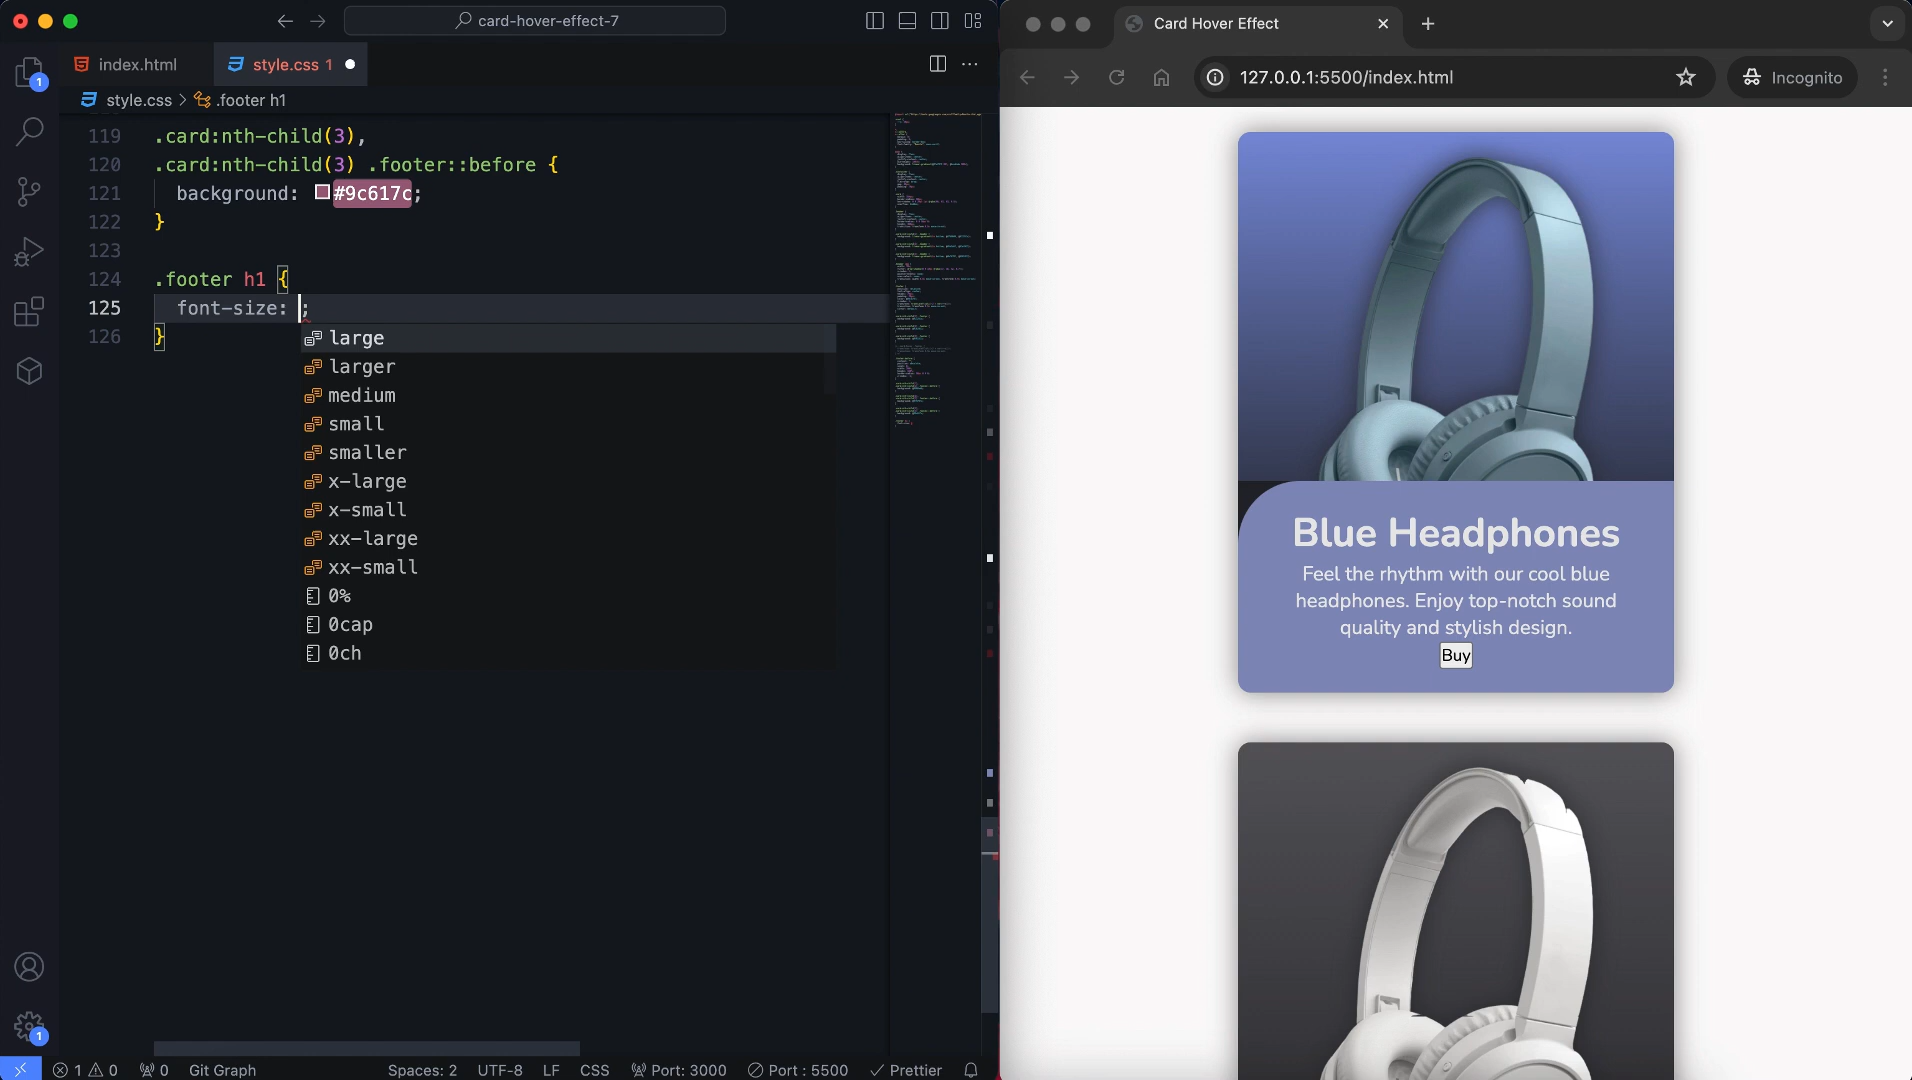 card-hover-effect-7
index.html
style.css 1
style.css > .footer h1
119 .card:nth-child(3),
120 .card:nth-child(3) .footer::before {
121 background: #9c617c;
122 }
123
124 .footer h1 {
125 font-size: ;
126 }
large
larger
medium
small
smaller
x-large
x-small
xx-large
xx-small
0%
0cap
0ch
1
1
1 0
0
Git Graph
Spaces: 2
UTF-8
LF
CSS
Port: 3000
Port : 5500
Prettier
Card Hover Effect
127.0.0.1:5500/index.html
Incognito
Blue Headphones
Feel the rhythm with our cool blue
headphones. Enjoy top-notch sound
quality and stylish design.
Buy